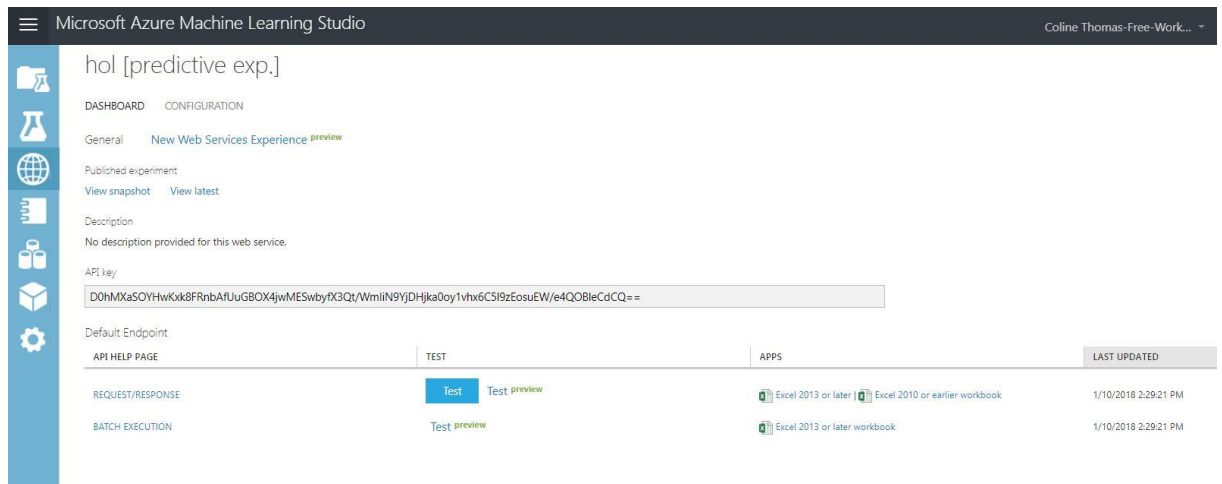 Microsoft Azure Machine Learning Studio
Coline Thomas-Free-Work...
hol [predictive exp.]
DASHBOARD CONFIGURATION
General New Web Services Experience preview
Published experiment
View snapshot View latest
Description
No description provided for this web service.
API key
D0hMXaSOYHwKxk8FRnbAfUuGBOX4jwMESwbyfX3Qt/WmIiN9YjDHjka0oy1vhx6C5I9zEosuEW/e4QOBleCdCQ==
Default Endpoint
API HELP PAGE TEST APPS LAST UPDATED
REQUEST/RESPONSE Test Test preview Excel 2013 or later | Excel 2010 or earlier workbook 1/10/2018 2:29:21 PM
BATCH EXECUTION Test preview Excel 2013 or later workbook 1/10/2018 2:29:21 PM